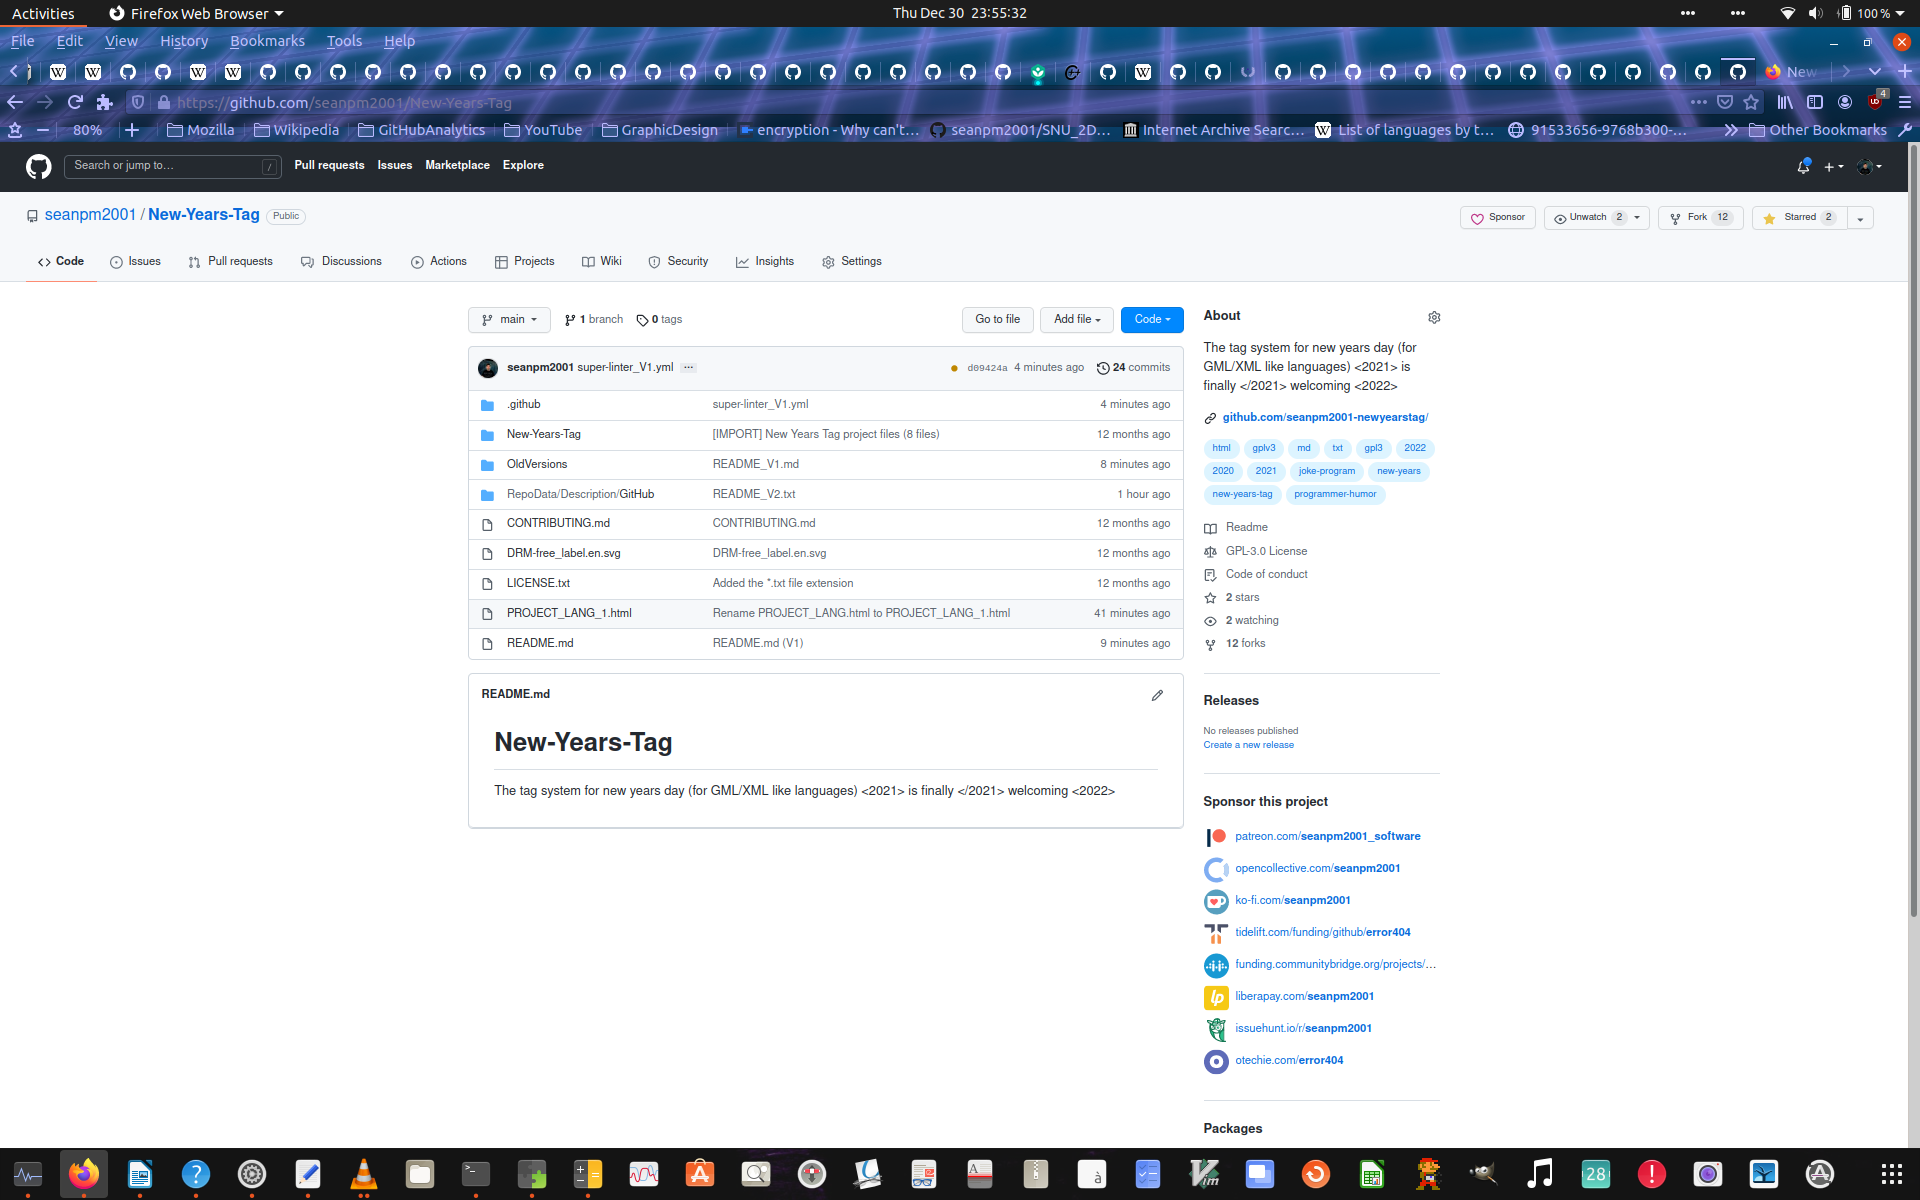 Activities Firefox Web Browser Thu Dec 30 23:55:32 100 %
File Edit View History Bookmarks Tools Help
New
https://github.com/seanpm2001/New-Years-Tag 4
80% Mozilla Wikipedia GitHubAnalytics YouTube GraphicDesign encryption - Why can't… seanpm2001/SNU_2D… Internet Archive Searc… List of languages by t… 91533656-9768b300-… Other Bookmarks
Search or jump to… / Pull requests Issues Marketplace Explore
seanpm2001 / New-Years-Tag Public Sponsor Unwatch 2 Fork 12 Starred 2
Code Issues Pull requests Discussions Actions Projects Wiki Security Insights Settings
main 1 branch 0 tags Go to file Add file Code
seanpm2001 super-linter_V1.yml ... d09424a 4 minutes ago 24 commits
.github super-linter_V1.yml 4 minutes ago
New-Years-Tag [IMPORT] New Years Tag project files (8 files) 12 months ago
OldVersions README_V1.md 8 minutes ago
RepoData/Description/GitHub README_V2.txt 1 hour ago
CONTRIBUTING.md CONTRIBUTING.md 12 months ago
DRM-free_label.en.svg DRM-free_label.en.svg 12 months ago
LICENSE.txt Added the *.txt file extension 12 months ago
PROJECT_LANG_1.html Rename PROJECT_LANG.html to PROJECT_LANG_1.html 41 minutes ago
README.md README.md (V1) 9 minutes ago
README.md
New-Years-Tag
The tag system for new years day (for GML/XML like languages) <2021> is finally </2021> welcoming <2022>
About
The tag system for new years day (for
GML/XML like languages) <2021> is
finally </2021> welcoming <2022>
github.com/seanpm2001-newyearstag/
html gplv3 md txt gpl3 2022
2020 2021 joke-program new-years
new-years-tag programmer-humor
Readme
GPL-3.0 License
Code of conduct
2 stars
2 watching
12 forks
Releases
No releases published
Create a new release
Sponsor this project
patreon.com/seanpm2001_software
opencollective.com/seanpm2001
ko-fi.com/seanpm2001
tidelift.com/funding/github/error404
funding.communitybridge.org/projects/…
lp liberapay.com/seanpm2001
issuehunt.io/r/seanpm2001
otechie.com/error404
Packages
28